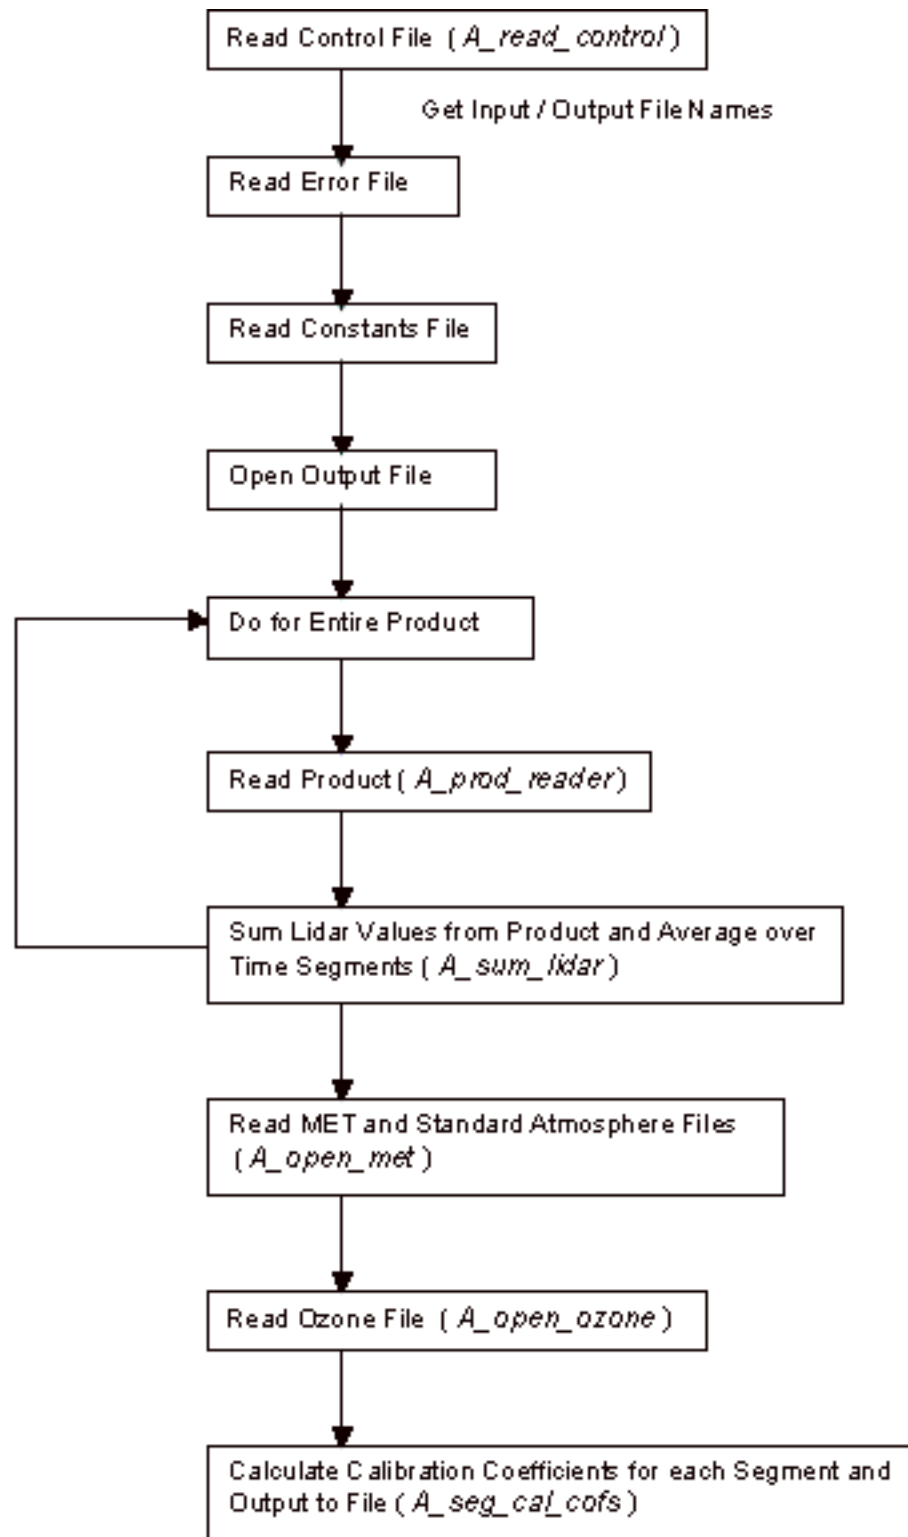 Read Control File ( A_read_control )
Get Input / Output File Names
Read Error File
Read Constants File
Open Output File
Do for Entire Product
Read Product ( A_prod_reader )
Sum Lidar Values from Product and Average over
Time Segments ( A_sum_lidar )
Read MET and Standard Atmosphere Files
( A_open_met )
Read Ozone File ( A_open_ozone )
Calculate Calibration Coefficients for each Segment and
Output to File ( A_seg_cal_cofs )